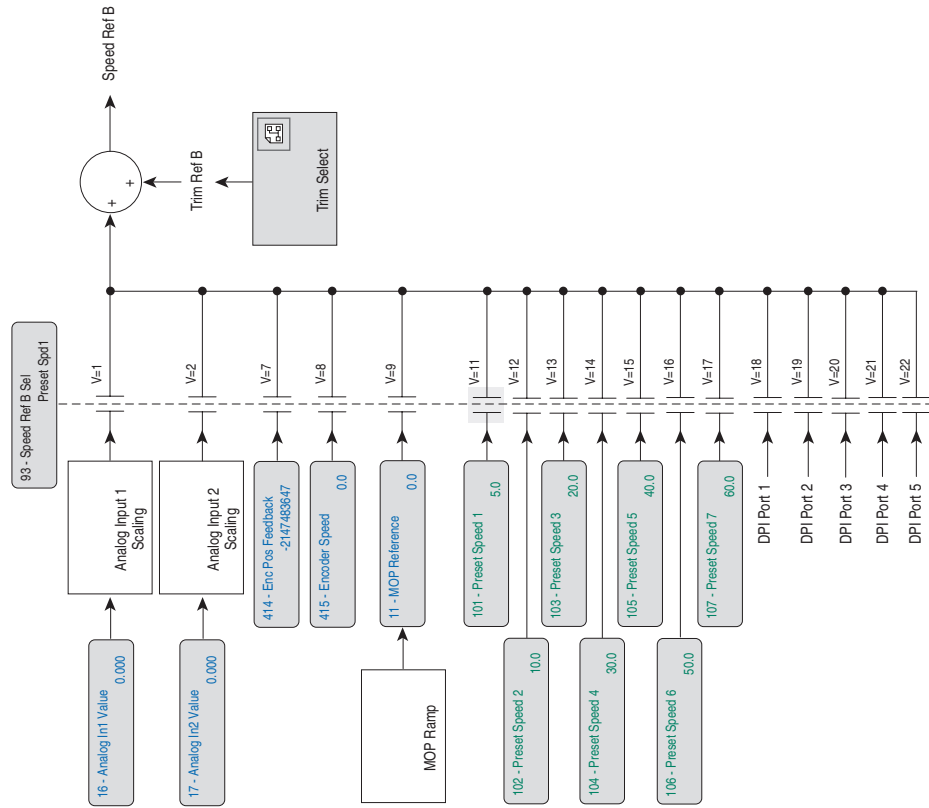 93 - Speed Ref B Sel
Preset Spd1
Speed Ref B
+
+
Trim Ref B
Trim Select
16 - Analog In1 Value
0.000
Analog Input 1
Scaling
V=1
17 - Analog In2 Value
0.000
Analog Input 2
Scaling
V=2
414 - Enc Pos Feedback
-2147483647
V=7
415 - Encoder Speed
0.0
V=8
MOP Ramp
11 - MOP Reference
0.0
V=9
101 - Preset Speed 1
5.0
V=11
102 - Preset Speed 2
10.0
V=12
103 - Preset Speed 3
20.0
V=13
104 - Preset Speed 4
30.0
V=14
105 - Preset Speed 5
40.0
V=15
106 - Preset Speed 6
50.0
V=16
107 - Preset Speed 7
60.0
V=17
DPI Port 1
V=18
DPI Port 2
V=19
DPI Port 3
V=20
DPI Port 4
V=21
DPI Port 5
V=22